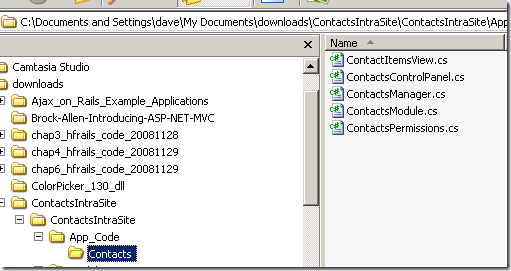 C:\Documents and Settings\dave\My Documents\downloads\ContactsIntraSite\ContactsIntraSite\App
Camtasia Studio
downloads
Ajax_on_Rails_Example_Applications
Brock-Allen-Introducing-ASP-NET-MVC
chap3_hfrails_code_20081128
chap4_hfrails_code_20081129
chap6_hfrails_code_20081129
ColorPicker_130_dll
ContactsIntraSite
ContactsIntraSite
App_Code
Contacts
Name
ContactItemsView.cs
ContactsControlPanel.cs
ContactsManager.cs
ContactsModule.cs
ContactsPermissions.cs